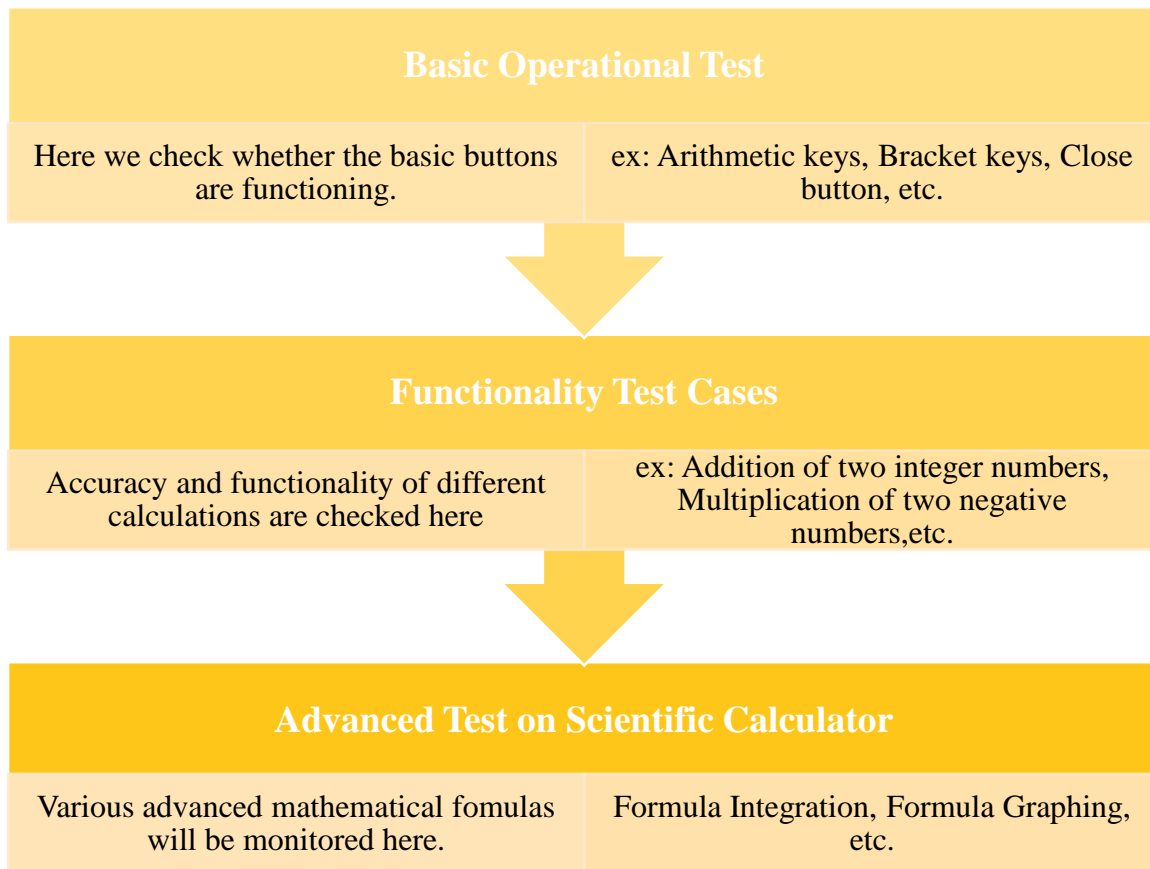 Basic Operational Test
Here we check whether the basic buttons
are functioning.
ex: Arithmetic keys, Bracket keys, Close
button, etc.
Functionality Test Cases
Accuracy and functionality of different
calculations are checked here
ex: Addition of two integer numbers,
Multiplication of two negative
numbers,etc.
Advanced Test on Scientific Calculator
Various advanced mathematical fomulas
will be monitored here.
Formula Integration, Formula Graphing,
etc.